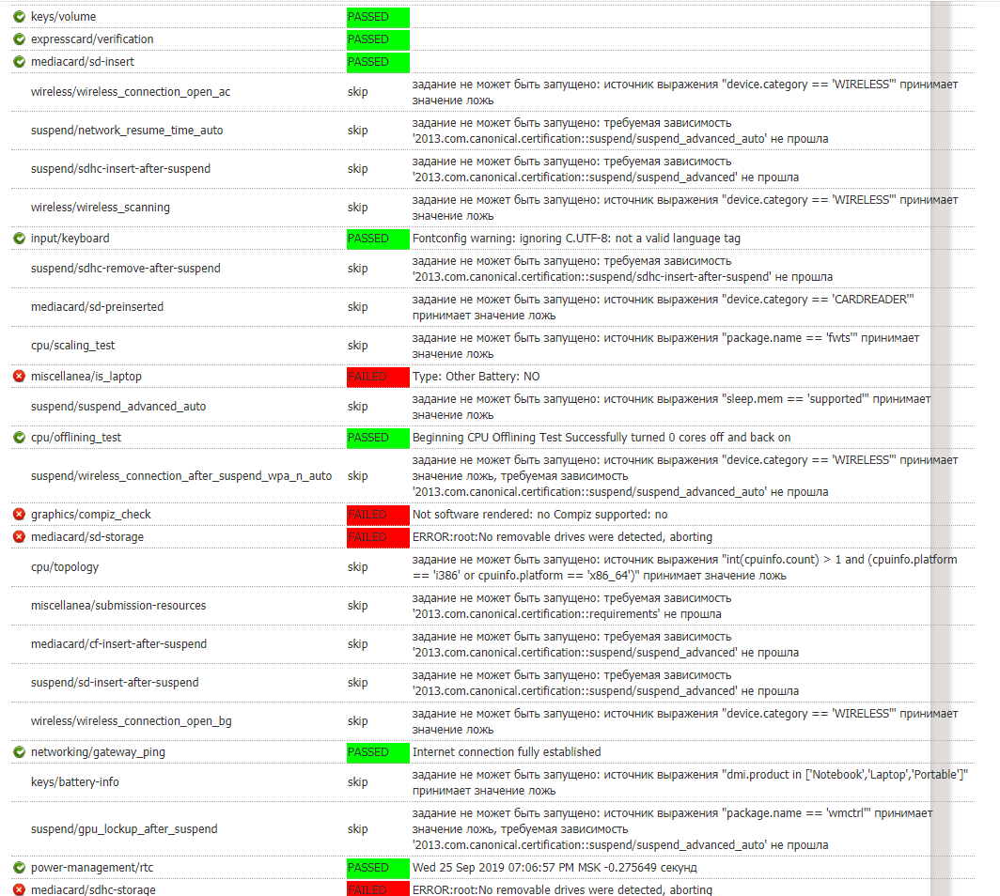 keys/volume PASSED
expresscard/verification PASSED
mediacard/sd-insert PASSED
wireless/wireless_connection_open_ac skip задание не может быть запущено: источник выражения "device.category == 'WIRELESS'" принимает
значение ложь
suspend/network_resume_time_auto skip задание не может быть запущено: требуемая зависимость
'2013.com.canonical.certification::suspend/suspend_advanced_auto' не прошла
suspend/sdhc-insert-after-suspend skip задание не может быть запущено: требуемая зависимость
'2013.com.canonical.certification::suspend/suspend_advanced' не прошла
wireless/wireless_scanning skip задание не может быть запущено: источник выражения "device.category == 'WIRELESS'" принимает
значение ложь
input/keyboard PASSED Fontconfig warning: ignoring C.UTF-8: not a valid language tag
suspend/sdhc-remove-after-suspend skip задание не может быть запущено: требуемая зависимость
'2013.com.canonical.certification::suspend/sdhc-insert-after-suspend' не прошла
mediacard/sd-preinserted skip задание не может быть запущено: источник выражения "device.category == 'CARDREADER'"
принимает значение ложь
cpu/scaling_test skip задание не может быть запущено: источник выражения "package.name == 'fwts'" принимает
значение ложь
miscellanea/is_laptop FAILED Type: Other Battery: NO
suspend/suspend_advanced_auto skip задание не может быть запущено: источник выражения "sleep.mem == 'supported'" принимает
значение ложь
cpu/offlining_test PASSED Beginning CPU Offlining Test Successfully turned 0 cores off and back on
suspend/wireless_connection_after_suspend_wpa_n_auto skip задание не может быть запущено: источник выражения "device.category == 'WIRELESS'" принимает
значение ложь, требуемая зависимость
'2013.com.canonical.certification::suspend/suspend_advanced_auto' не прошла
graphics/compiz_check FAILED Not software rendered: no Compiz supported: no
mediacard/sd-storage FAILED ERROR:root:No removable drives were detected, aborting
cpu/topology skip задание не может быть запущено: источник выражения "int(cpuinfo.count) > 1 and (cpuinfo.platform
== 'i386' or cpuinfo.platform == 'x86_64')" принимает значение ложь
miscellanea/submission-resources skip задание не может быть запущено: требуемая зависимость
'2013.com.canonical.certification::requirements' не прошла
mediacard/cf-insert-after-suspend skip задание не может быть запущено: требуемая зависимость
'2013.com.canonical.certification::suspend/suspend_advanced' не прошла
suspend/sd-insert-after-suspend skip задание не может быть запущено: требуемая зависимость
'2013.com.canonical.certification::suspend/suspend_advanced' не прошла
wireless/wireless_connection_open_bg skip задание не может быть запущено: источник выражения "device.category == 'WIRELESS'" принимает
значение ложь
networking/gateway_ping PASSED Internet connection fully established
keys/battery-info skip задание не может быть запущено: источник выражения "dmi.product in ['Notebook','Laptop','Portable']"
принимает значение ложь
suspend/gpu_lockup_after_suspend skip задание не может быть запущено: источник выражения "package.name == 'wmctrl'" принимает
значение ложь, требуемая зависимость
'2013.com.canonical.certification::suspend/suspend_advanced_auto' не прошла
power-management/rtc PASSED Wed 25 Sep 2019 07:06:57 PM MSK -0.275649 секунд
mediacard/sdhc-storage FAILED ERROR:root:No removable drives were detected, aborting